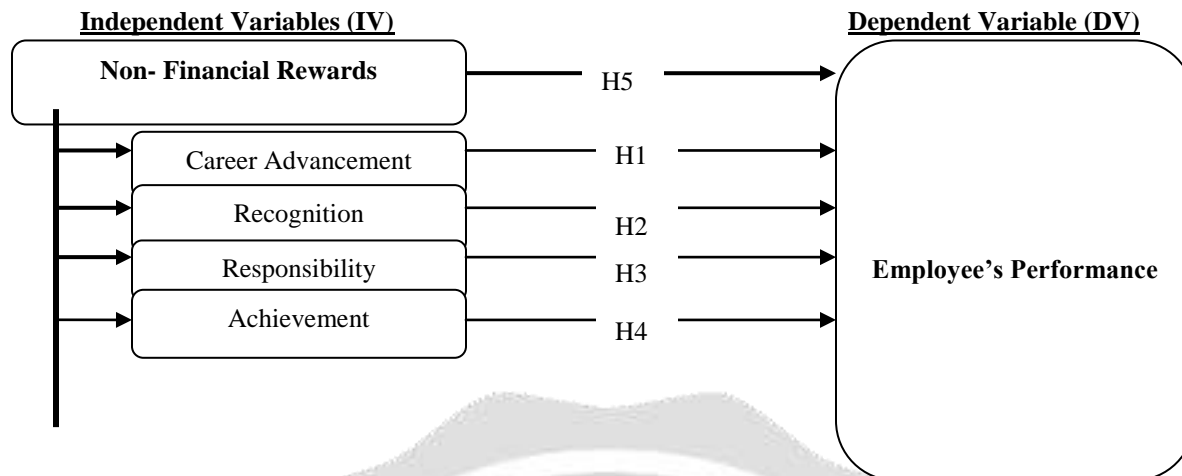 Independent Variables (IV)
Dependent Variable (DV)
Non- Financial Rewards
H5
Career Advancement
H1
Recognition
H2
Responsibility
H3
Employee’s Performance
Achievement
H4